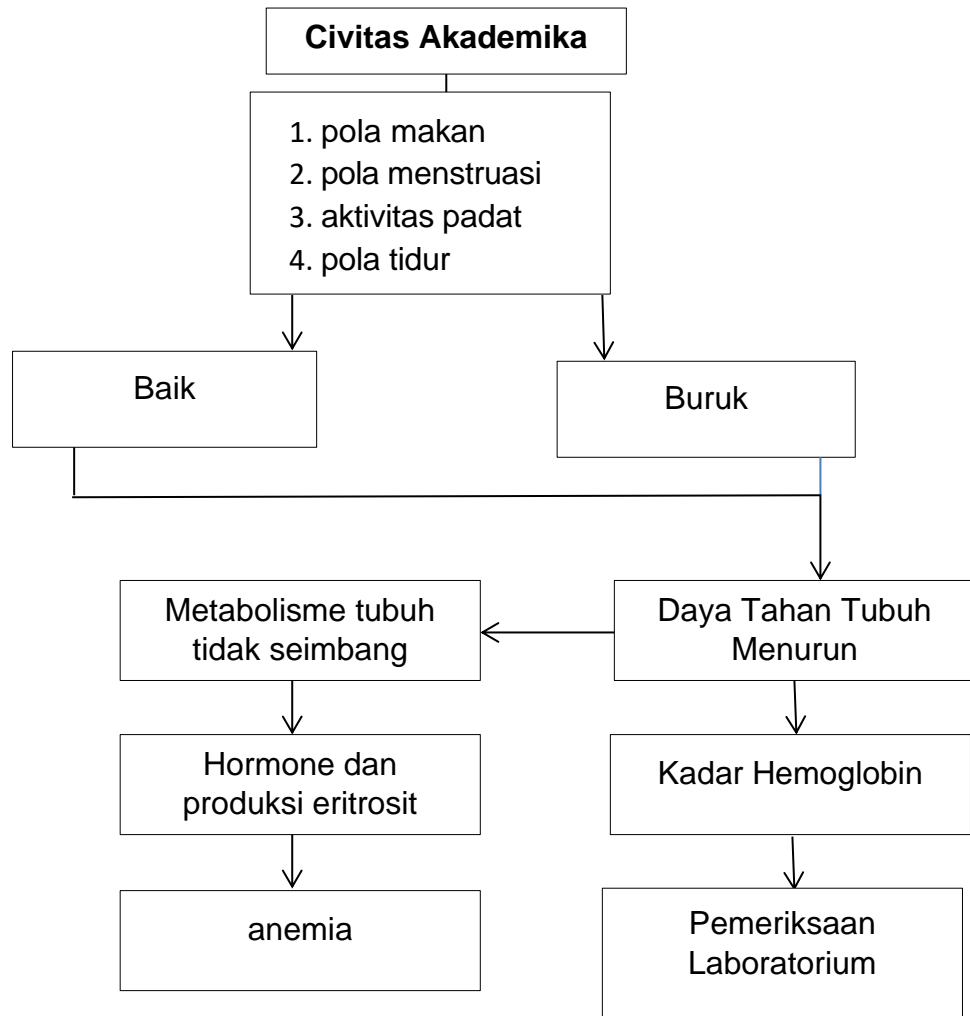 Civitas Akademika
1. pola makan
2. pola menstruasi
3. aktivitas padat
4. pola tidur
Baik
Buruk
Metabolisme tubuh
tidak seimbang
Daya Tahan Tubuh
Menurun
Hormone dan
produksi eritrosit
Kadar Hemoglobin
anemia
Pemeriksaan
Laboratorium